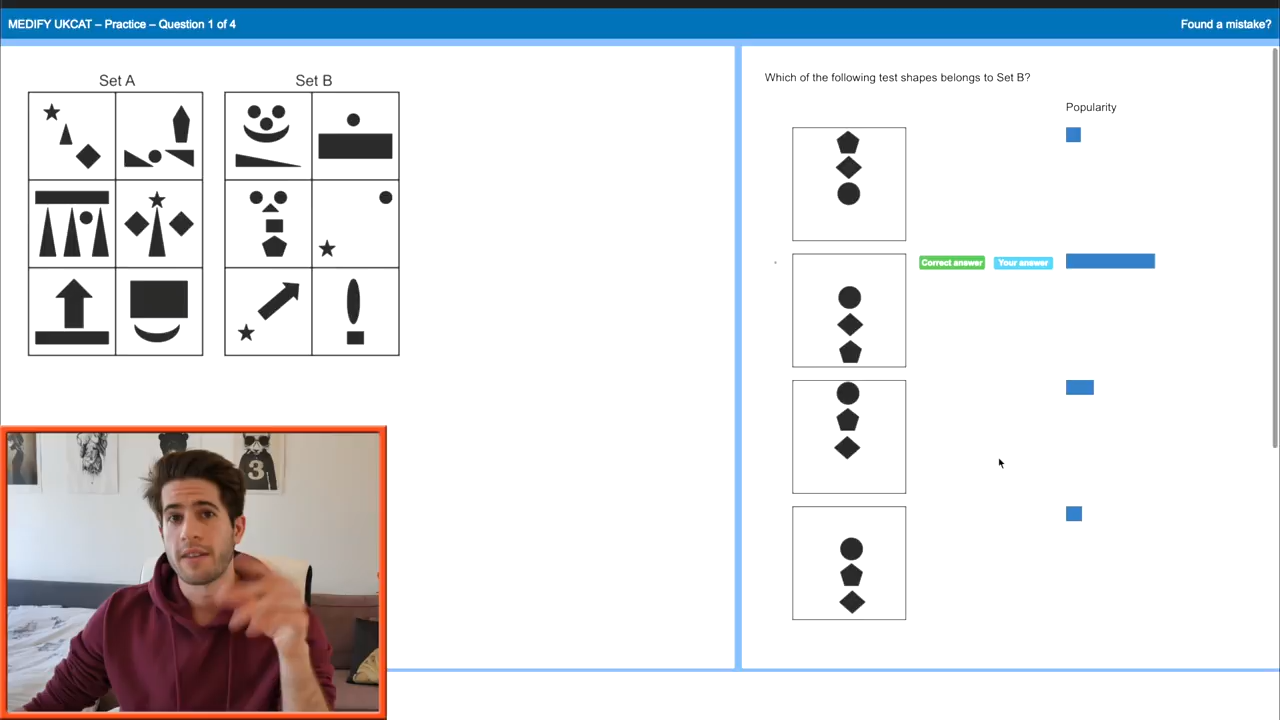 MEDIFY UKCAT – Practice – Question 1 of 4
Found a mistake?
Set A
Set B
Which of the following test shapes belongs to Set B?
Popularity
Correct answer
Your answer
3